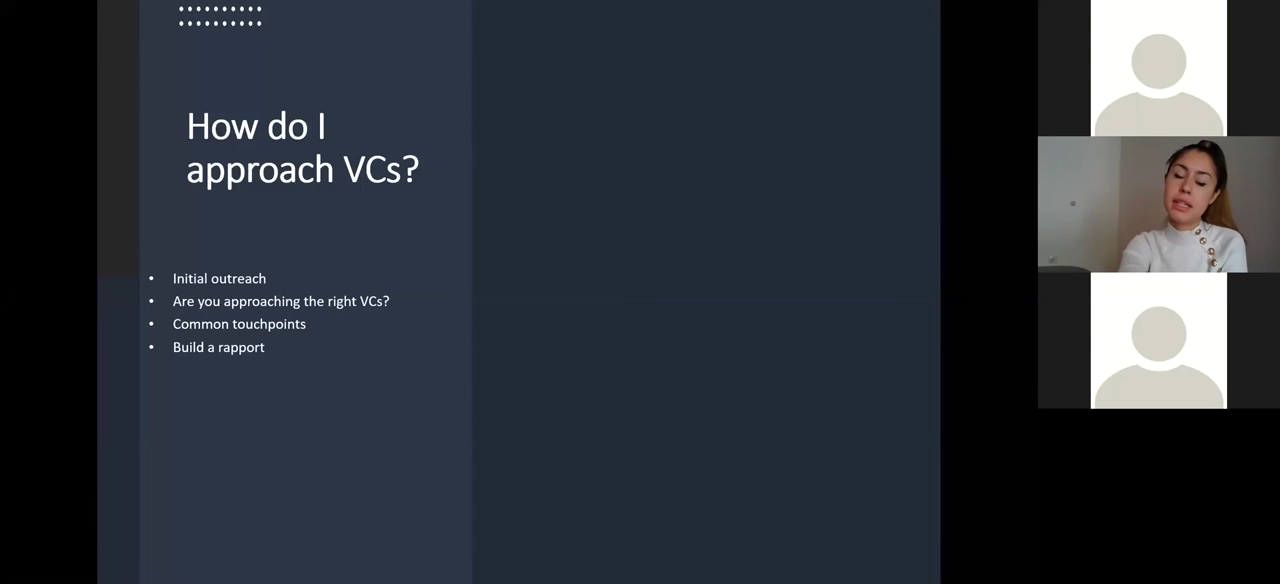 How do I
approach VCs?
Initial outreach
Are you approaching the right VCs?
Common touchpoints
Build a rapport